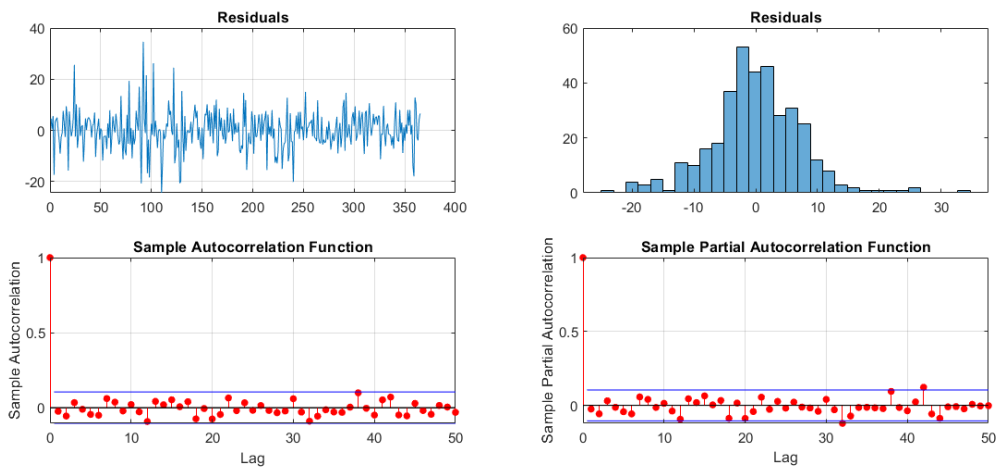 Residuals
40
20
0
-20
0 50 100 150 200 250 300 350 400
Residuals
60
40
20
0
-20 -10 0 10 20 30
Sample Autocorrelation Function
Sample Autocorrelation
1
0.5
0
0 10 20 30 40 50
Lag
Sample Partial Autocorrelation Function
Sample Partial Autocorrelation
1
0.5
0
0 10 20 30 40 50
Lag